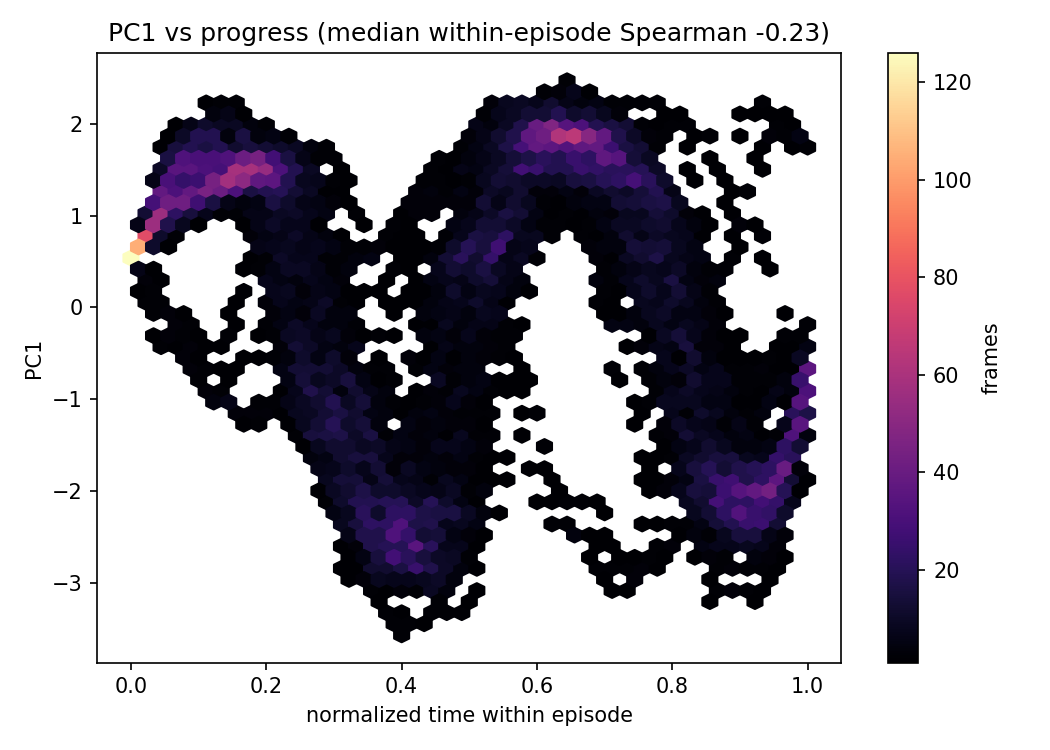 PC1 vs progress (median within-episode Spearman -0.23)
120
100
80
60
40
20
frames
2
1
0
−1
−2
−3
PC1
0.0 0.2 0.4 0.6 0.8 1.0
normalized time within episode